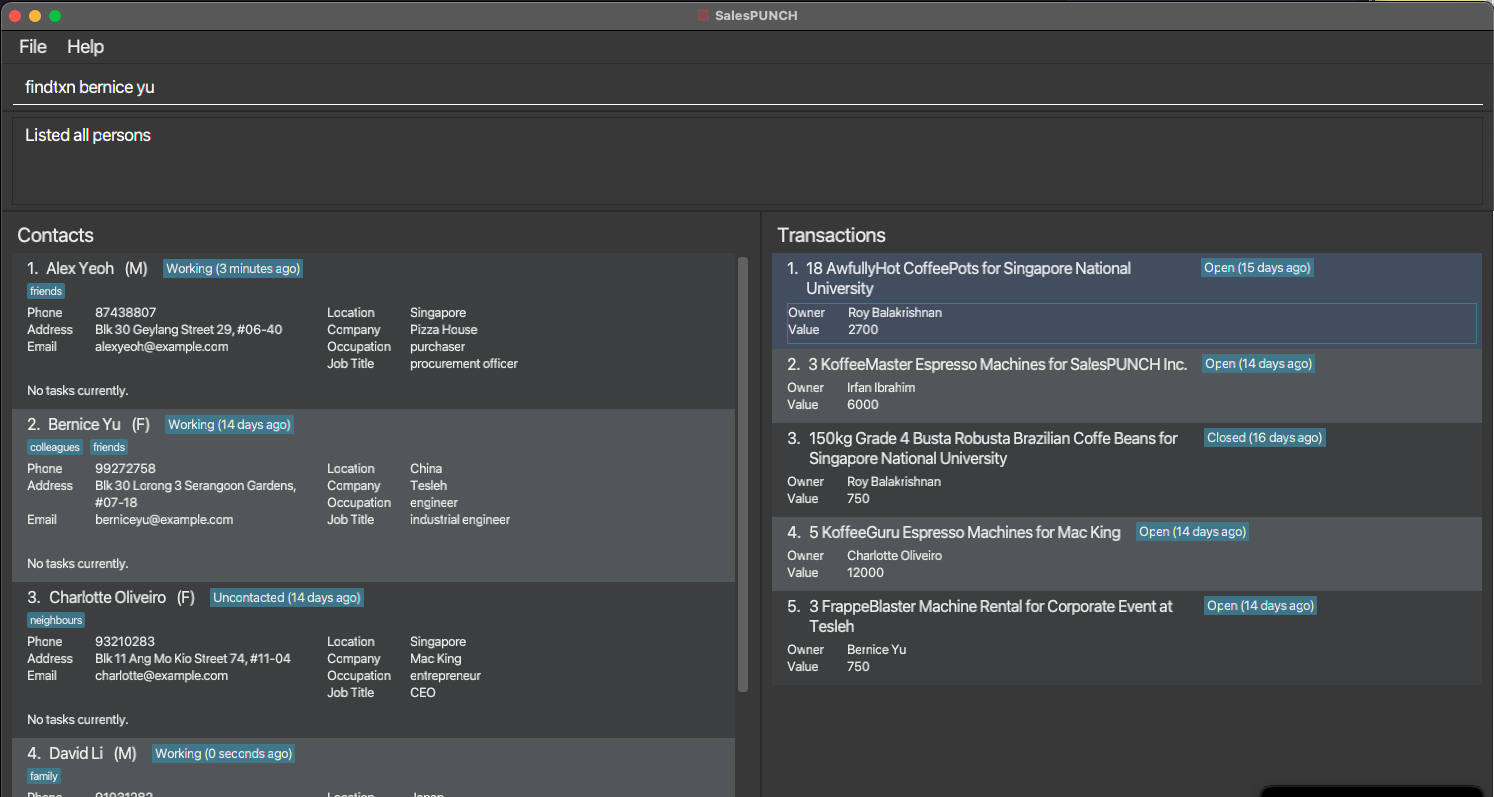 SalesPUNCH
File Help
findtxn bernice yu
Listed all persons
Contacts
1. Alex Yeoh (M) Working (3 minutes ago)
friends
Phone 87438807 Location Singapore
Address Blk 30 Geylang Street 29, #06-40 Company Pizza House
Email alexyeoh@example.com Occupation purchaser
Job Title procurement officer
No tasks currently.
2. Bernice Yu (F) Working (14 days ago)
colleagues friends
Phone 99272758 Location China
Address Blk 30 Lorong 3 Serangoon Gardens, Company Tesleh
#07-18 Occupation engineer
Email berniceyu@example.com Job Title industrial engineer
No tasks currently.
3. Charlotte Oliveiro (F) Uncontacted (14 days ago)
neighbours
Phone 93210283 Location Singapore
Address Blk 11 Ang Mo Kio Street 74, #11-04 Company Mac King
Email charlotte@example.com Occupation entrepreneur
Job Title CEO
No tasks currently.
4. David Li (M) Working (0 seconds ago)
family
Phone 91031282 Location Japan
Transactions
1. 18 AwfullyHot CoffeePots for Singapore National Open (15 days ago)
University
Owner Roy Balakrishnan
Value 2700
2. 3 KoffeeMaster Espresso Machines for SalesPUNCH Inc. Open (14 days ago)
Owner Irfan Ibrahim
Value 6000
3. 150kg Grade 4 Busta Robusta Brazilian Coffe Beans for Closed (16 days ago)
Singapore National University
Owner Roy Balakrishnan
Value 750
4. 5 KoffeeGuru Espresso Machines for Mac King Open (14 days ago)
Owner Charlotte Oliveiro
Value 12000
5. 3 FrappeBlaster Machine Rental for Corporate Event at Open (14 days ago)
Tesleh
Owner Bernice Yu
Value 750